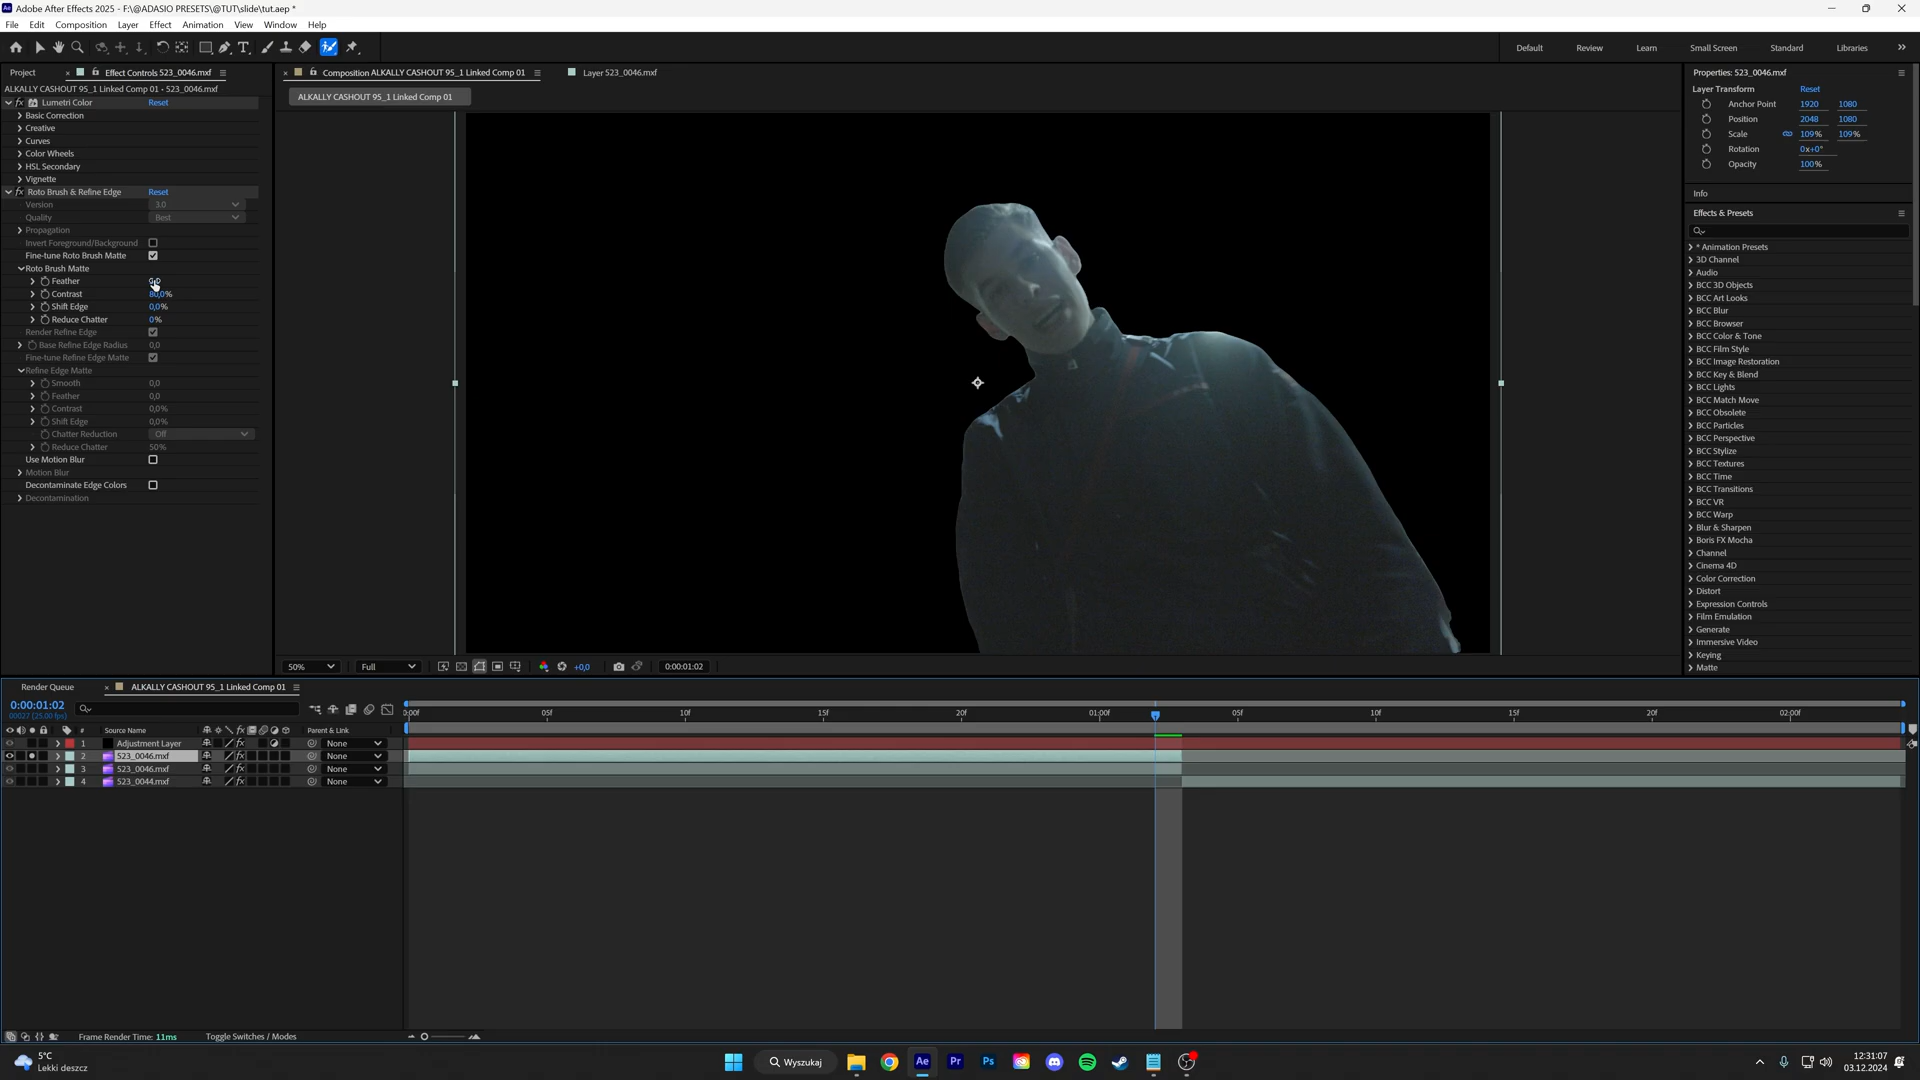 Adobe After Effects 2025 - F:\@ADASIO PRESETS\@TUT\slide\tut.aep *
File Edit Composition Layer Effect Animation View Window Help
Default Review Learn Small Screen Standard Libraries
Project
Effect Controls 523_0046.mxf
ALKALLY CASHOUT 95_1 Linked Comp 01 • 523_0046.mxf
fx Lumetri Color Reset
Basic Correction
Creative
Curves
Color Wheels
HSL Secondary
Vignette
fx Roto Brush & Refine Edge Reset
Version 3.0
Quality Best
Propagation
Invert Foreground/Background
Fine-tune Roto Brush Matte
Roto Brush Matte
Feather
Contrast 80,0%
Shift Edge 0,0%
Reduce Chatter 0%
Render Refine Edge
Base Refine Edge Radius 0,0
Fine-tune Refine Edge Matte
Refine Edge Matte
Smooth 0,0
Feather 0,0
Contrast 0,0%
Shift Edge 0,0%
Chatter Reduction Off
Reduce Chatter 50%
Use Motion Blur
Motion Blur
Decontaminate Edge Colors
Decontamination
Composition ALKALLY CASHOUT 95_1 Linked Comp 01
Layer 523_0046.mxf
ALKALLY CASHOUT 95_1 Linked Comp 01
50% Full +0,0 0:00:01:02
Properties: 523_0046.mxf
Layer Transform Reset
Anchor Point 1920 1080
Position 2048 1080
Scale 109% 109%
Rotation 0x+0°
Opacity 100%
Info
Effects & Presets
* Animation Presets
3D Channel
Audio
BCC 3D Objects
BCC Art Looks
BCC Blur
BCC Browser
BCC Color & Tone
BCC Film Style
BCC Image Restoration
BCC Key & Blend
BCC Lights
BCC Match Move
BCC Obsolete
BCC Particles
BCC Perspective
BCC Stylize
BCC Textures
BCC Time
BCC Transitions
BCC VR
BCC Warp
Blur & Sharpen
Boris FX Mocha
Channel
Cinema 4D
Color Correction
Distort
Expression Controls
Film Emulation
Generate
Immersive Video
Keying
Matte
Render Queue
ALKALLY CASHOUT 95_1 Linked Comp 01
0:00:01:02
00027 (25.00 fps)
0:00f 05f 10f 15f 20f 01:00f 05f 10f 15f 20f 02:00f
# Source Name Parent & Link
1 Adjustment Layer fx None
2 523_0046.mxf fx None
3 523_0046.mxf fx None
4 523_0044.mxf fx None
Frame Render Time: 11ms Toggle Switches / Modes
5°C
Lekki deszcz
Wyszukaj
Ae Pr Ps
12:31:07
03.12.2024